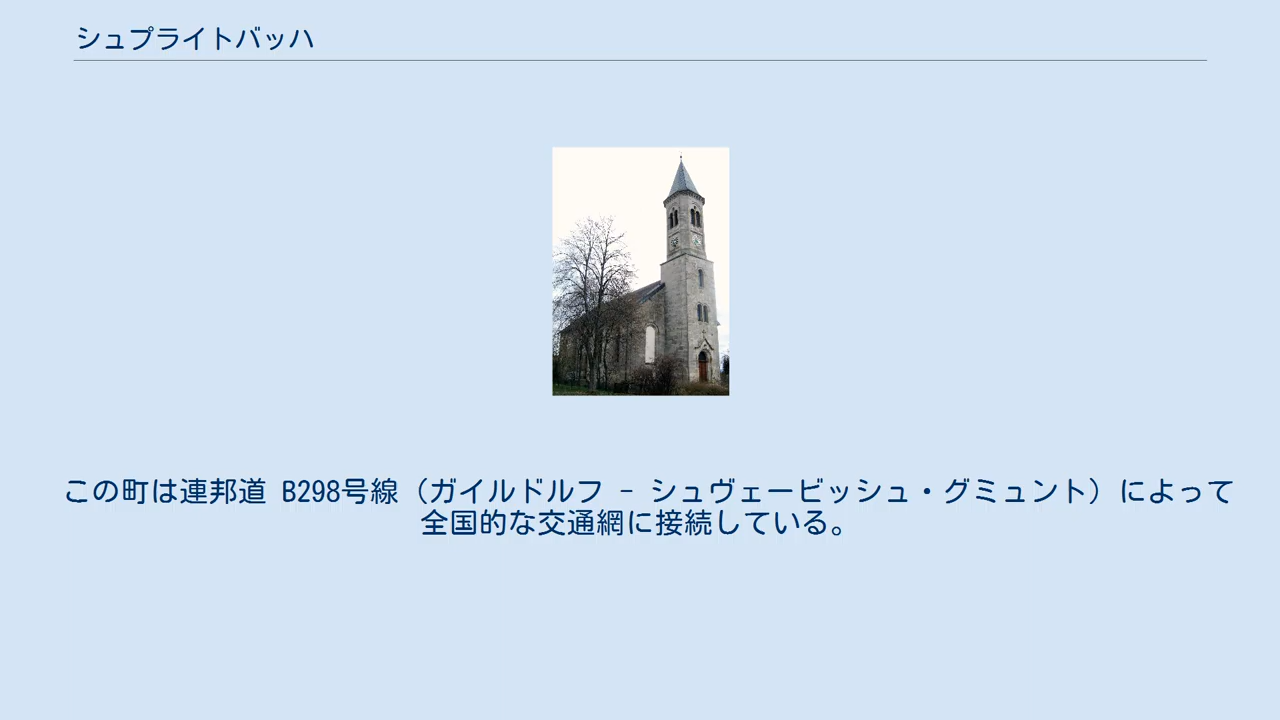 シュプライトバッハ
この町は連邦道 B298号線（ガイルドルフ - シュヴェービッシュ・グミュント）によって
全国的な交通網に接続している。